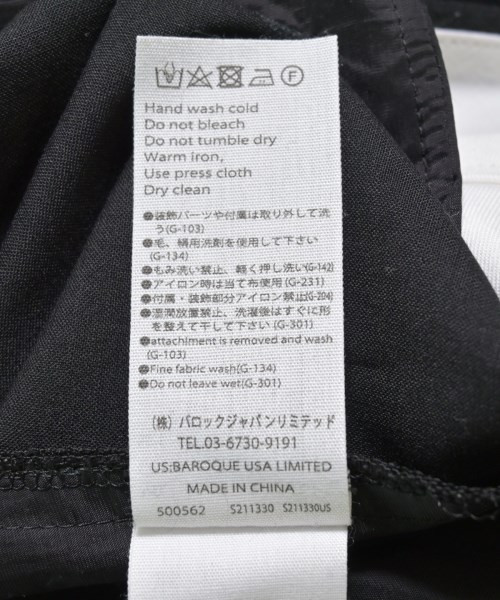 F
Hand wash cold
Do not bleach
Do not tumble dry
Warm iron,
Use press cloth
Dry clean
●装飾パーツや付属は取り外して洗
う(G-103)
●毛、絹用洗剤を使用して下さい
(G-134)
●もみ洗い禁止、軽く押し洗い(G-142)
●アイロン時は当て布使用(G-231)
●付属・装飾部分アイロン禁止(G-204)
●湿潤放置禁止、洗濯後はすぐに形
を整えて干して下さい(G-301)
●attachiment is removed and wash
(G-103)
●Fine fabric wash(G-134)
●Do not leave wet(G-301)
(株) バロックジャパンリミテッド
TEL.03-6730-9191
US:BAROQUE USA LIMITED
MADE IN CHINA
500562 S211330 S211330US